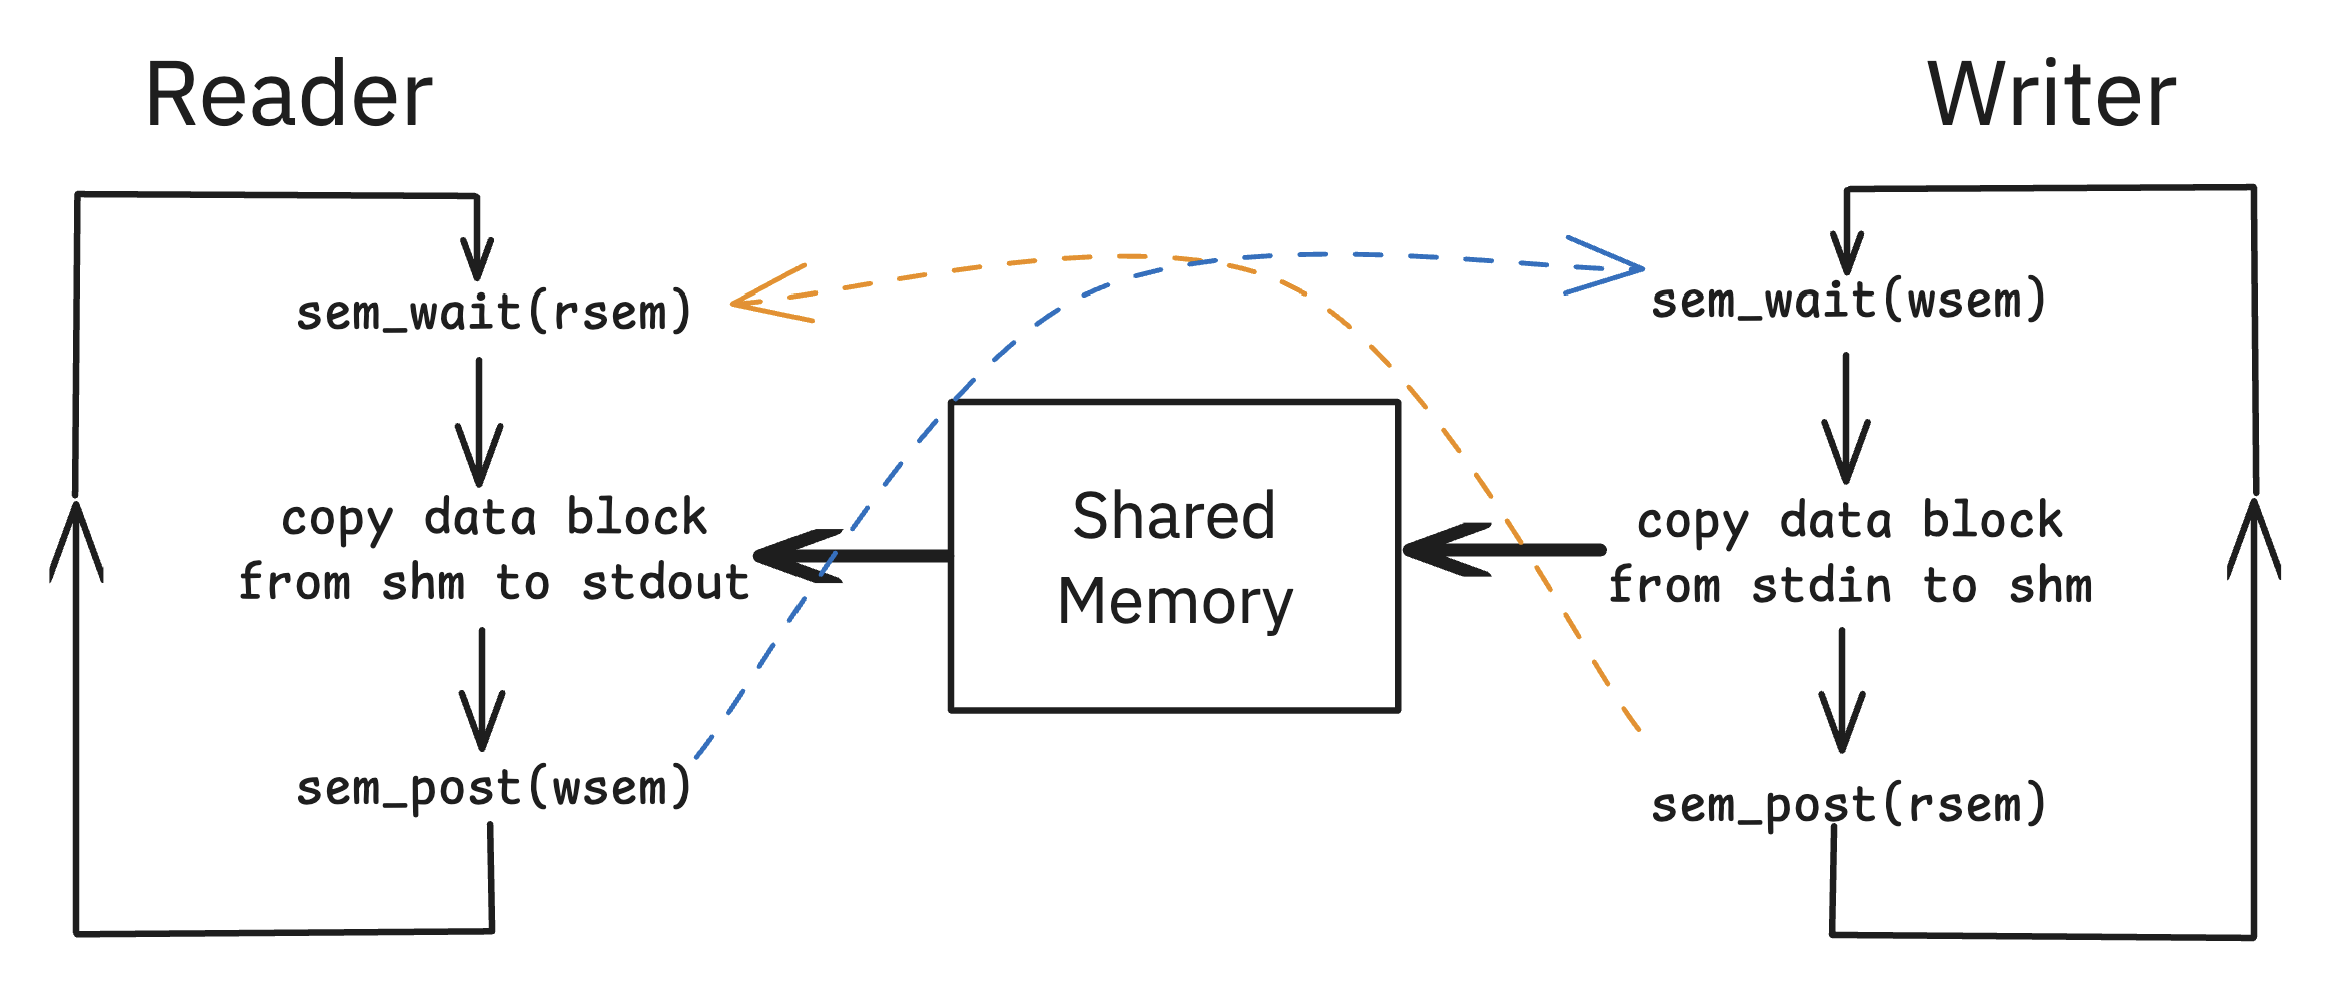 Reader
Writer
sem_wait(rsem)
copy data block
from shm to stdout
sem_post(wsem)
Shared
Memory
sem_wait(wsem)
copy data block
from stdin to shm
sem_post(rsem)